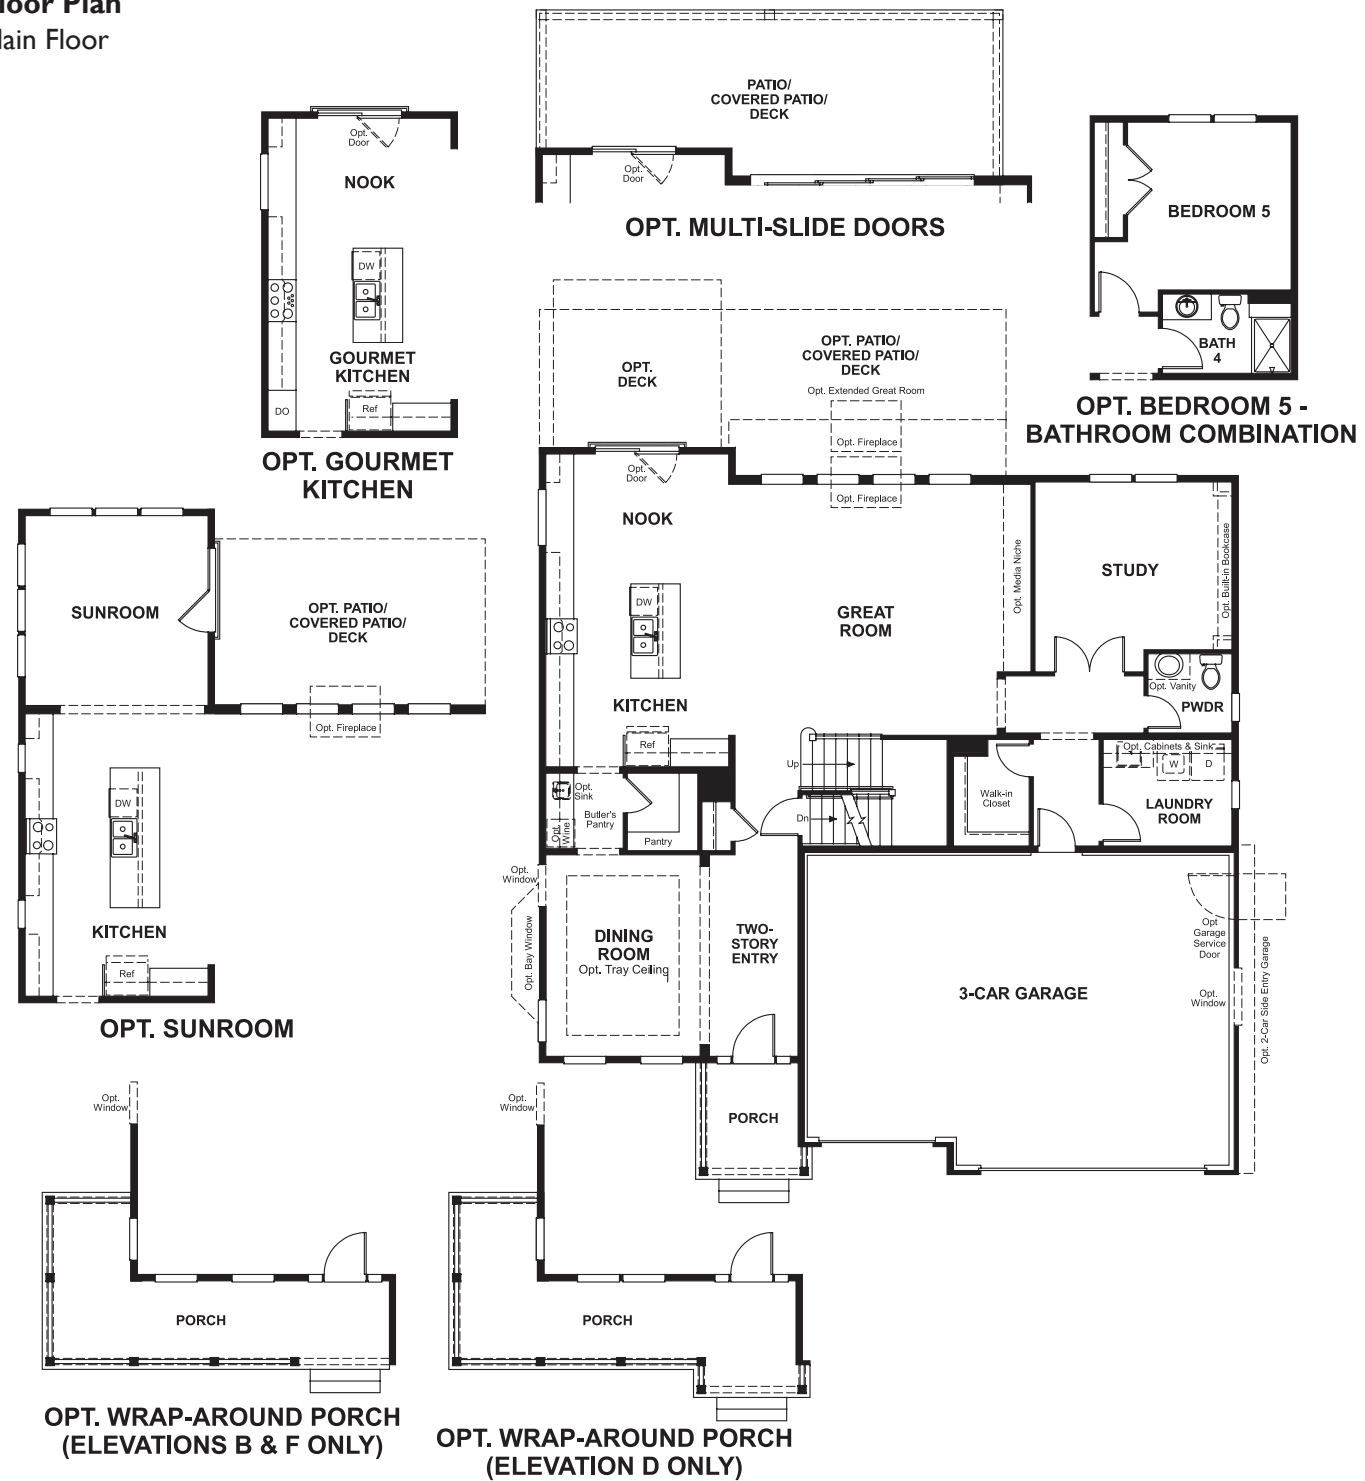 loor Plan
lain Floor
PATIO/
COVERED PATIO/
DECK
Opt.
Door
OPT. MULTI-SLIDE DOORS
Opt.
Door
NOOK
DW
GOURMET
KITCHEN
DO
Ref
OPT. GOURMET
KITCHEN
BEDROOM 5
BATH
4
OPT. BEDROOM 5 -
BATHROOM COMBINATION
OPT.
DECK
OPT. PATIO/
COVERED PATIO/
DECK
Opt. Extended Great Room
Opt. Fireplace
Opt. Fireplace
Opt.
Door
NOOK
DW
KITCHEN
Ref
GREAT
ROOM
Opt. Media Niche
STUDY
Opt. Built-in Bookcase
Opt. Vanity
PWDR
Opt. Cabinets & Sink
W
D
LAUNDRY
ROOM
Walk-in
Closet
Up
Dn
Opt.
Sink
Opt.
Wine
Butler's
Pantry
Pantry
Opt.
Window
Opt. Bay Window
DINING
ROOM
Opt. Tray Ceiling
TWO-
STORY
ENTRY
3-CAR GARAGE
Opt
Garage
Service
Door
Opt.
Window
Opt. 2-Car Side Entry Garage
PORCH
SUNROOM
OPT. PATIO/
COVERED PATIO/
DECK
Opt. Fireplace
DW
KITCHEN
Ref
OPT. SUNROOM
Opt.
Window
PORCH
OPT. WRAP-AROUND PORCH
(ELEVATIONS B & F ONLY)
Opt.
Window
PORCH
OPT. WRAP-AROUND PORCH
(ELEVATION D ONLY)